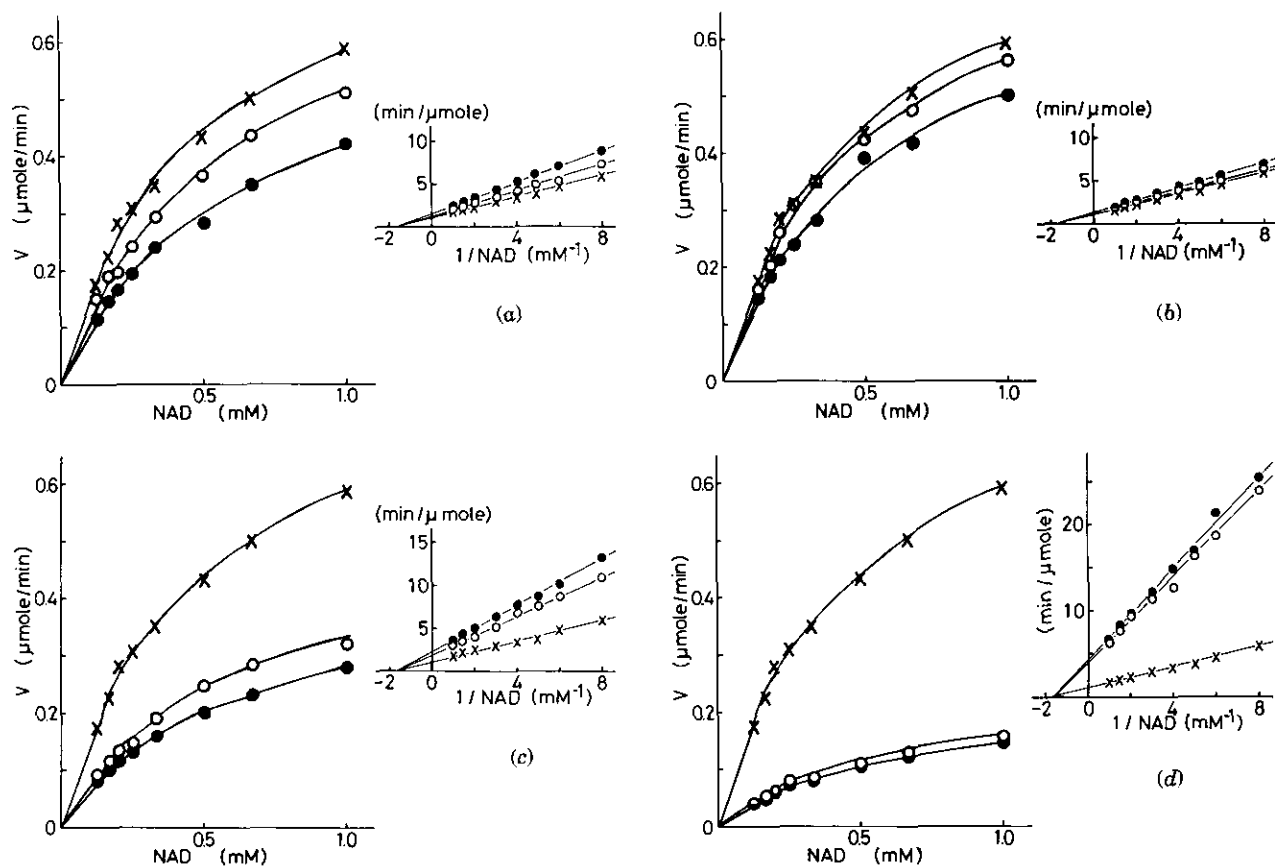 0.6
0.4
0.2
0
V (μmole/min)
0.5
1.0
NAD (mM)
(min/μmole)
10
5
-2 0 4 8
1/NAD (mM⁻¹)
(a)
0.6
0.4
0.2
0
V (μmole/min)
0.5
1.0
NAD (mM)
(min/μmole)
10
5
-2 0 4 8
1/NAD (mM⁻¹)
(b)
0.6
0.4
0.2
0
V (μmole/min)
0.5
1.0
NAD (mM)
(min/μmole)
15
10
5
-2 0 4 8
1/NAD (mM⁻¹)
(c)
0.6
0.4
0.2
0
V (μmole/min)
0.5
1.0
NAD (mM)
(min/μmole)
20
10
-2 0 4 8
1/NAD (mM⁻¹)
(d)